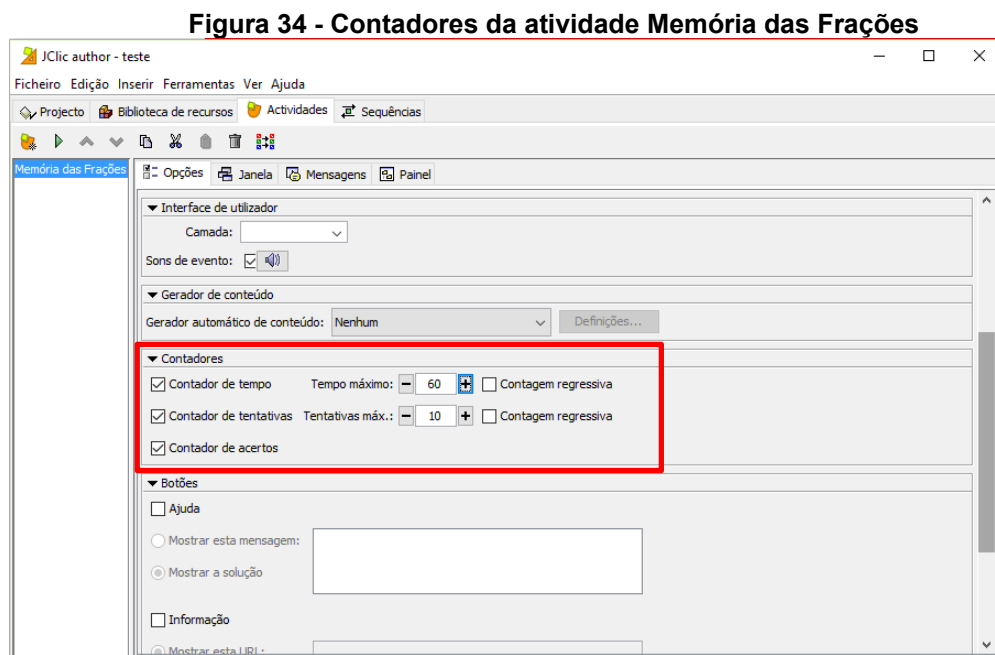 Figura 34 - Contadores da atividade Memória das Frações
JClic author - teste
Ficheiro Edição Inserir Ferramentas Ver Ajuda
Projecto Biblioteca de recursos Actividades Sequências
Memória das Frações
Opções Janela Mensagens Painel
Interface de utilizador
Camada:
Sons de evento:
Gerador de conteúdo
Gerador automático de conteúdo: Nenhum Definições...
Contadores
Contador de tempo Tempo máximo: 60 Contagem regressiva
Contador de tentativas Tentativas máx.: 10 Contagem regressiva
Contador de acertos
Botões
Ajuda
Mostrar esta mensagem:
Mostrar a solução
Informação
Mostrar esta URL: